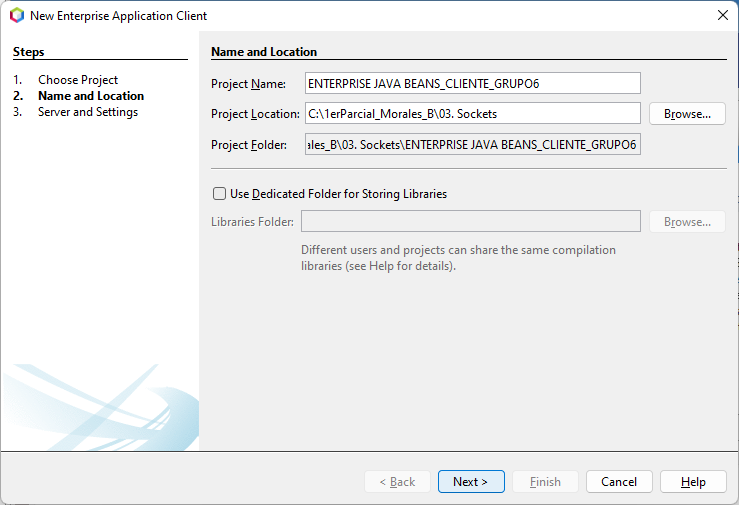 New Enterprise Application Client
Steps
1. Choose Project
2. Name and Location
3. Server and Settings
Name and Location
Project Name: ENTERPRISE JAVA BEANS_CLIENTE_GRUPO6
Project Location: C:\1erParcial_Morales_B\03. Sockets Browse...
Project Folder: ales_B\03. Sockets\ENTERPRISE JAVA BEANS_CLIENTE_GRUPO6
Use Dedicated Folder for Storing Libraries
Libraries Folder: Browse...
Different users and projects can share the same compilation
libraries (see Help for details).
< Back Next > Finish Cancel Help